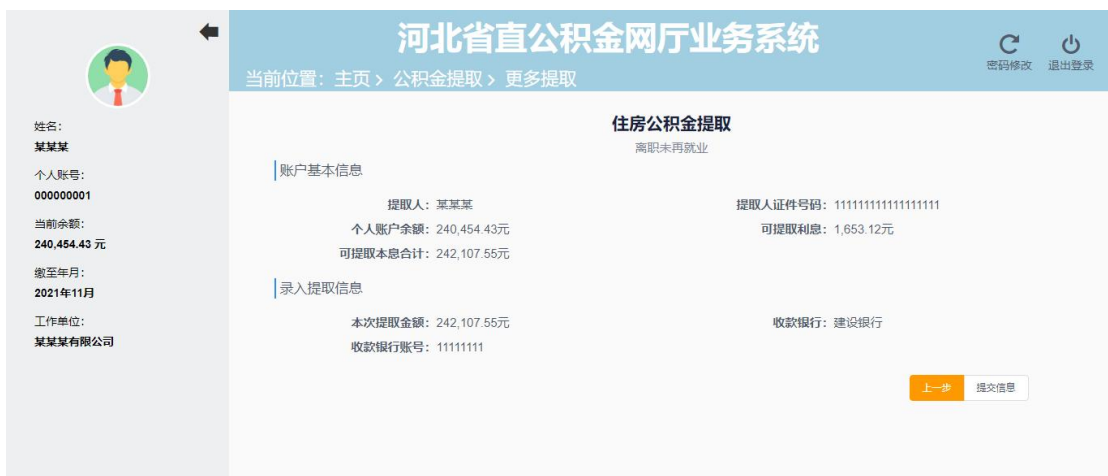 姓名：
某某某
个人账号：
000000001
当前余额：
240,454.43 元
缴至年月：
2021年11月
工作单位：
某某某有限公司
河北省直公积金网厅业务系统
密码修改 退出登录
当前位置：主页 > 公积金提取 > 更多提取
住房公积金提取
离职未再就业
账户基本信息
提取人：某某某 提取人证件号码：111111111111111111
个人账户余额：240,454.43元 可提取利息：1,653.12元
可提取本息合计：242,107.55元
录入提取信息
本次提取金额：242,107.55元 收款银行：建设银行
收款银行账号：11111111
上一步 提交信息